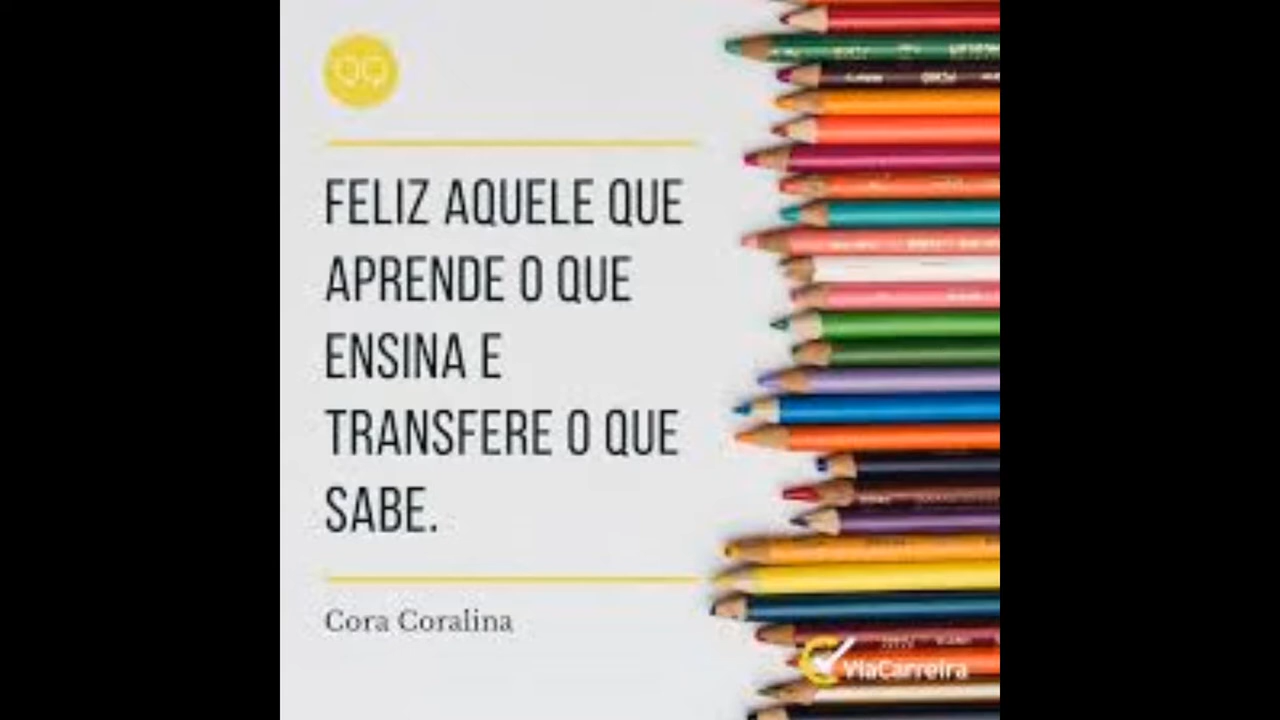 FELIZ AQUELE QUE
APRENDE O QUE
ENSINA E
TRANSFERE O QUE
SABE.
Cora Coralina
ViaCarreira